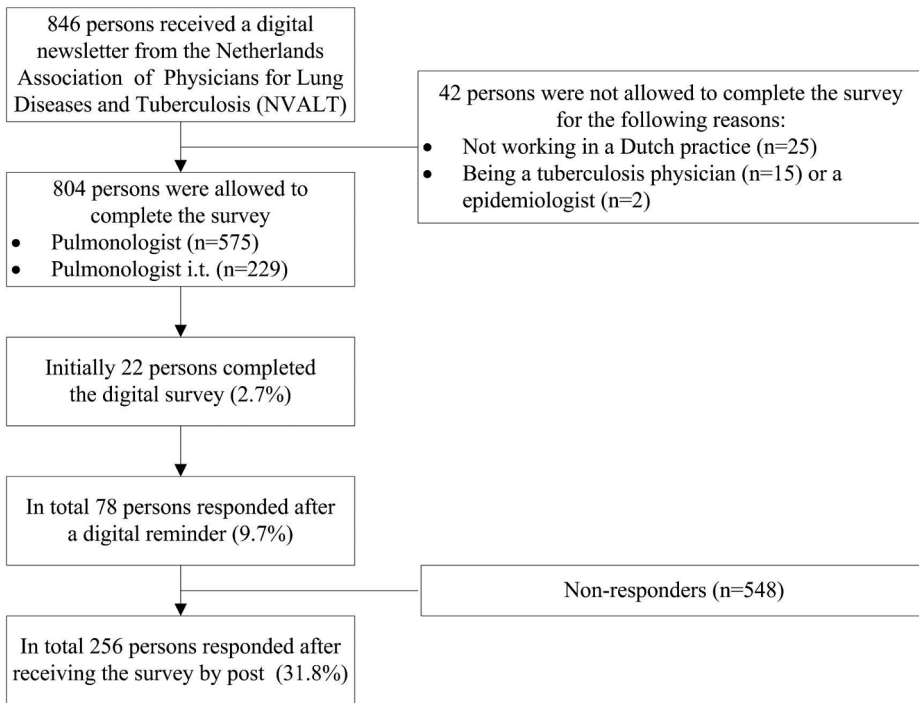 846 persons received a digital
newsletter from the Netherlands
Association of Physicians for Lung
Diseases and Tuberculosis (NVALT)
42 persons were not allowed to complete the survey
for the following reasons:
• Not working in a Dutch practice (n=25)
• Being a tuberculosis physician (n=15) or a
epidemiologist (n=2)
804 persons were allowed to
complete the survey
• Pulmonologist (n=575)
• Pulmonologist i.t. (n=229)
Initially 22 persons completed
the digital survey (2.7%)
In total 78 persons responded after
a digital reminder (9.7%)
Non-responders (n=548)
In total 256 persons responded after
receiving the survey by post (31.8%)